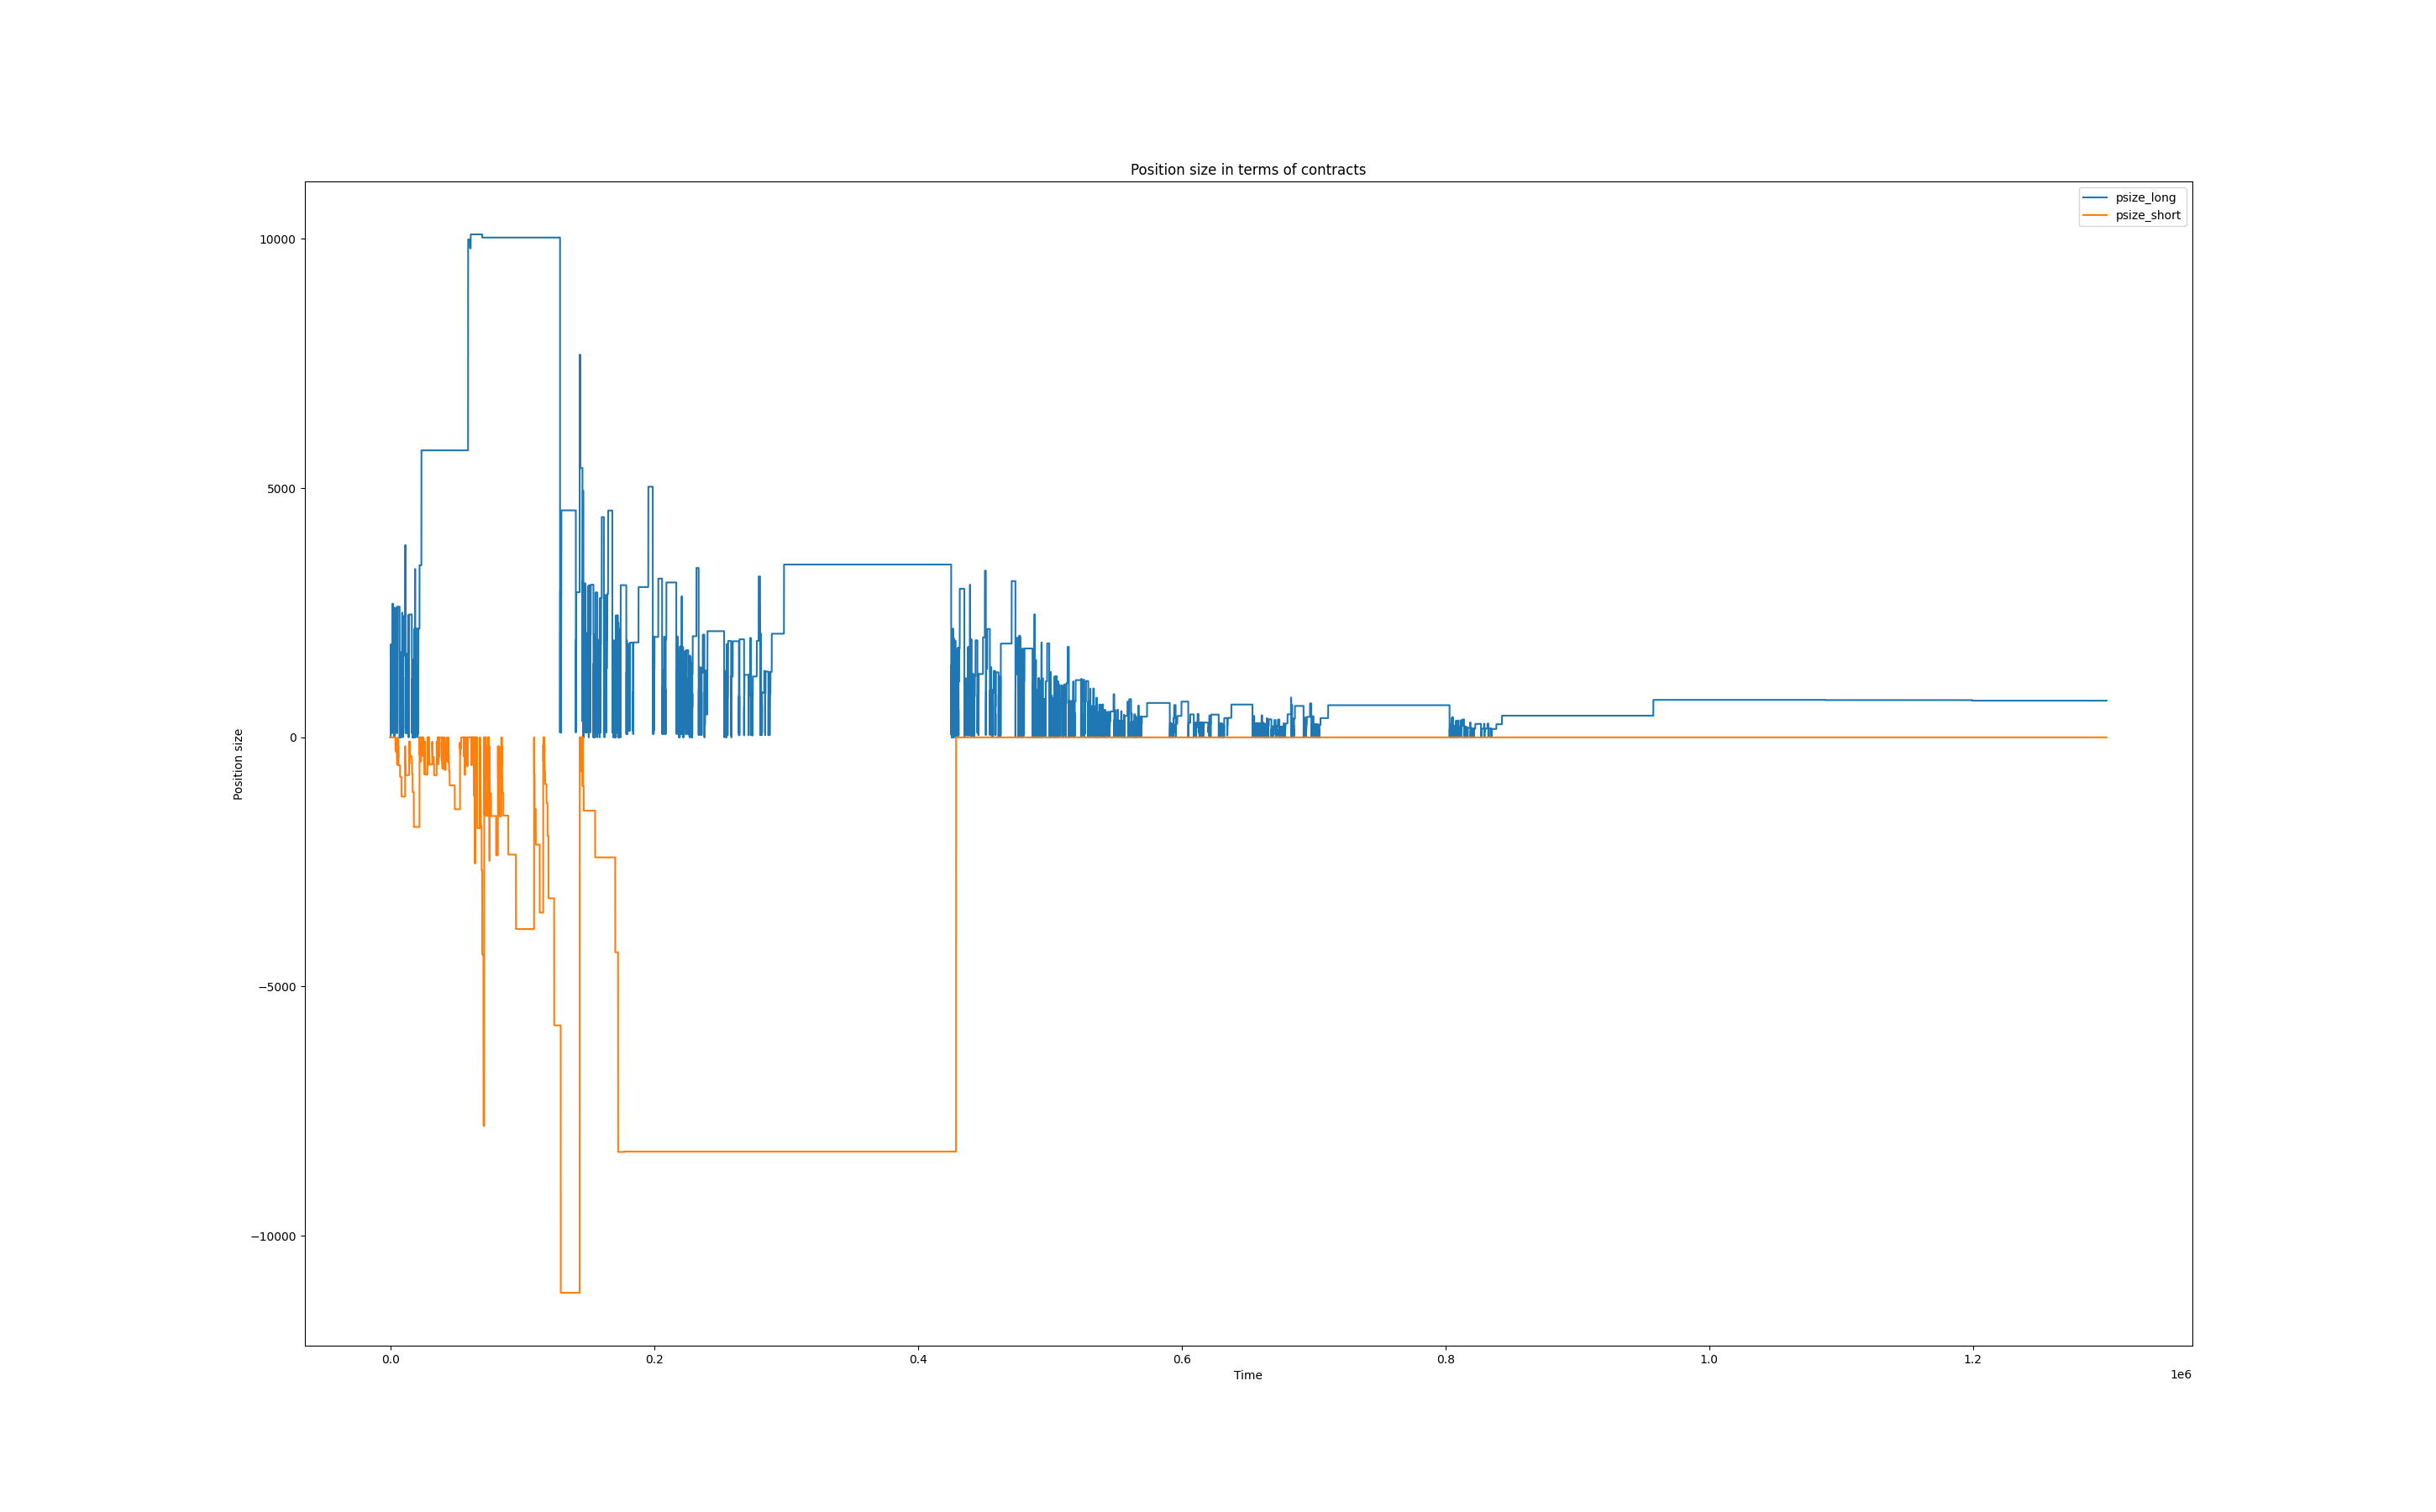 Position size in terms of contracts
psize_long
psize_short
10000
5000
0
−5000
−10000
Position size
0.0 0.2 0.4 0.6 0.8 1.0 1.2
Time
1e6